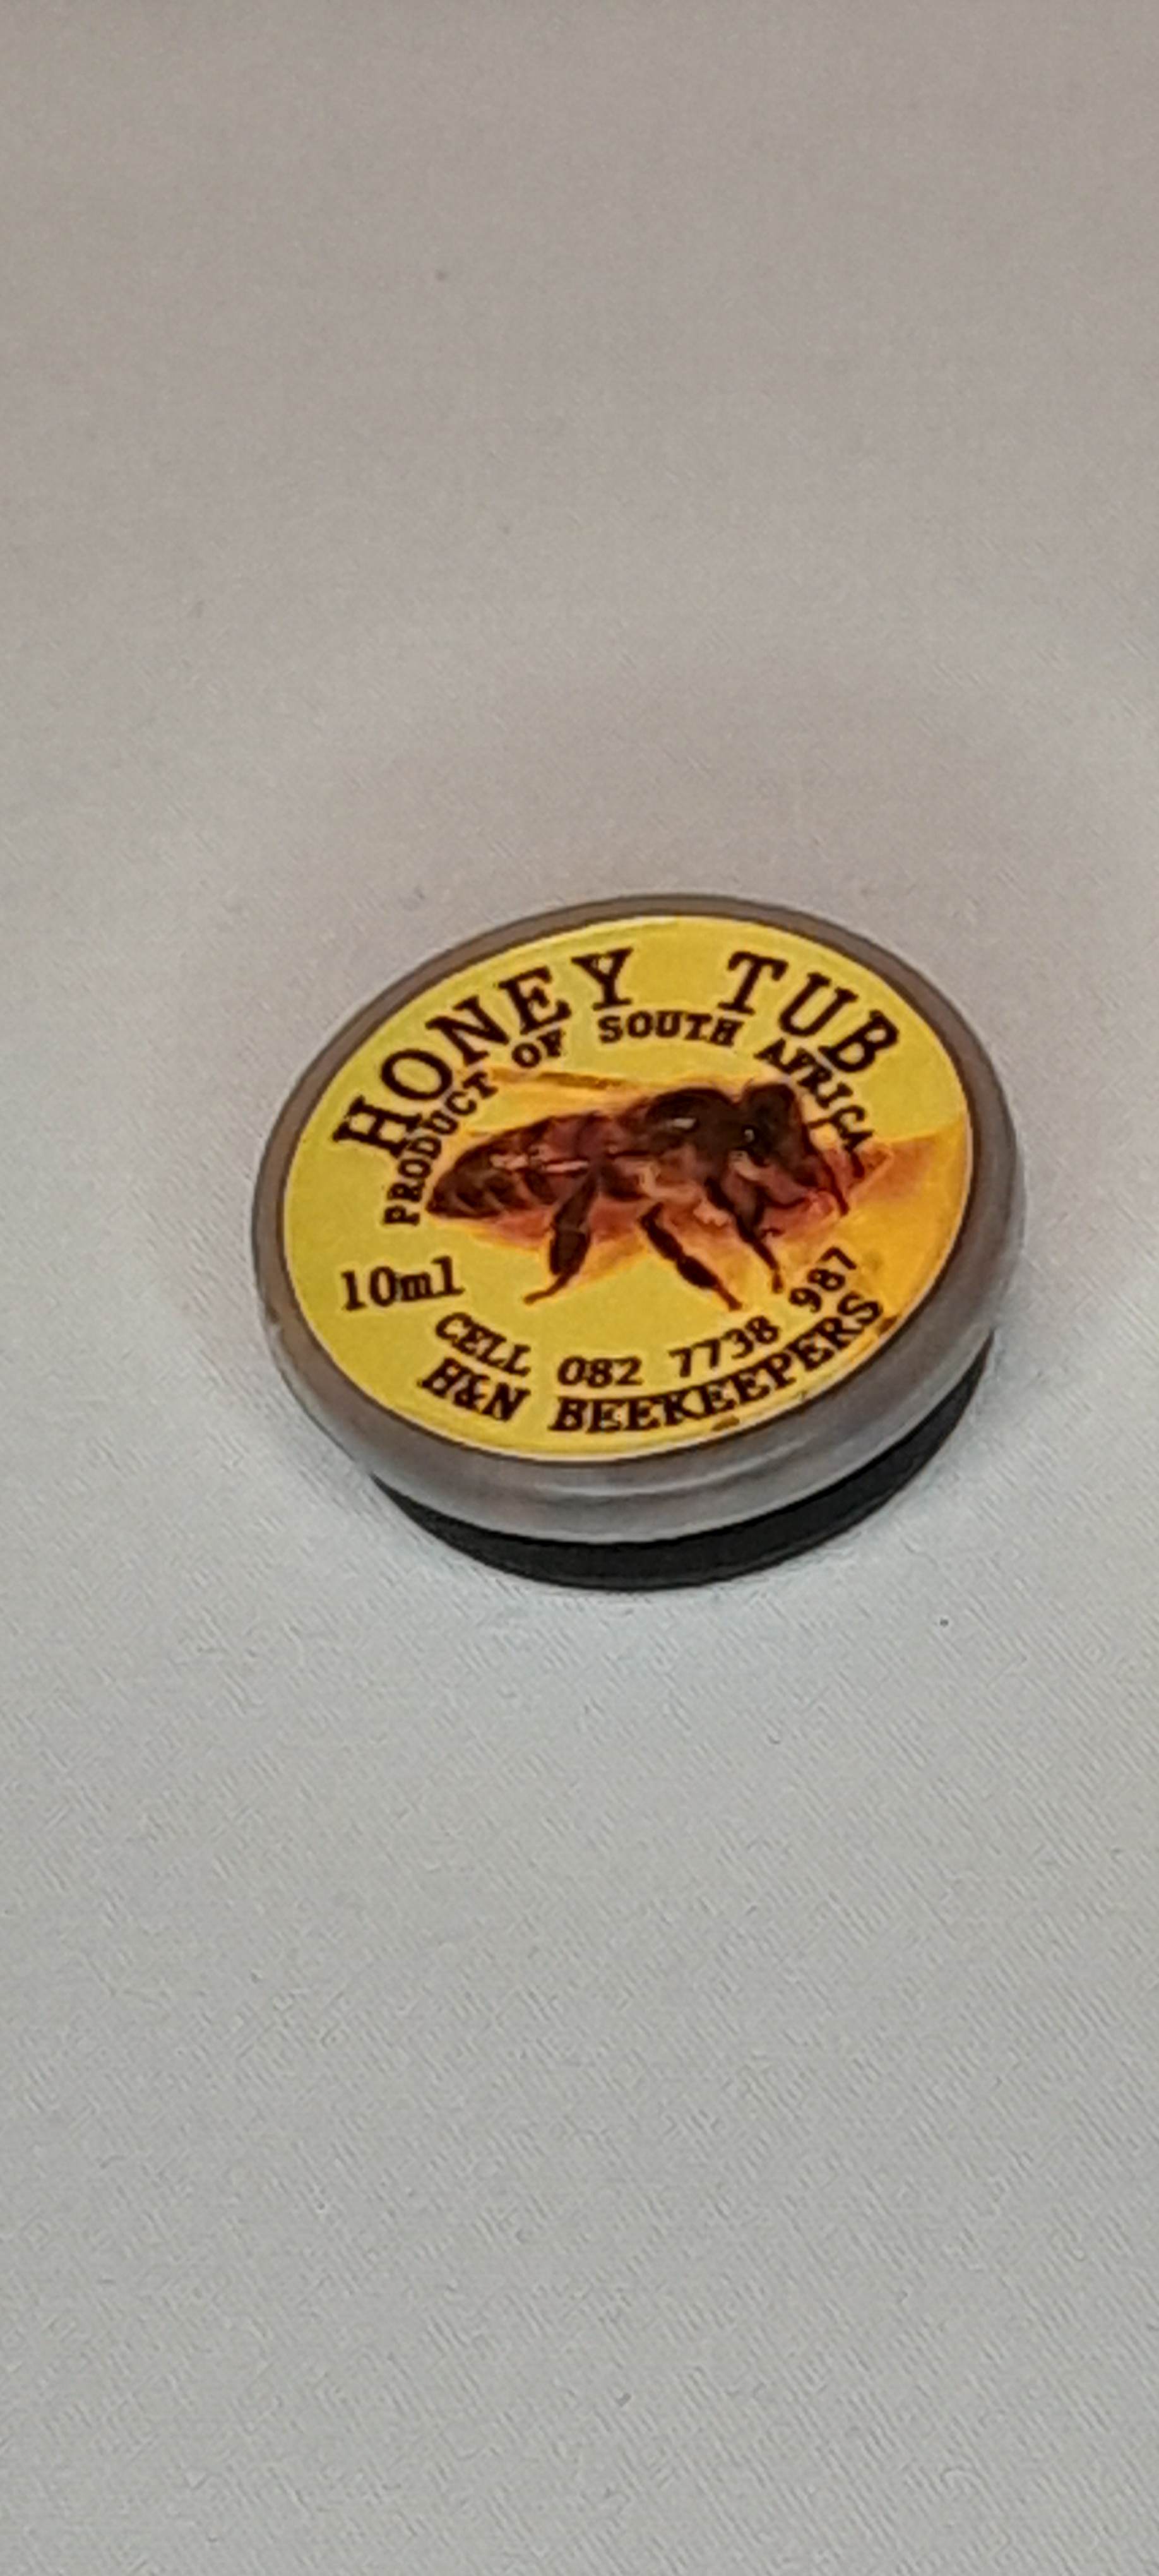 HONEY TUB
PRODUCT OF SOUTH AFRICA
10ml
CELL 082 7738 987
H&N BEEKEEPERS